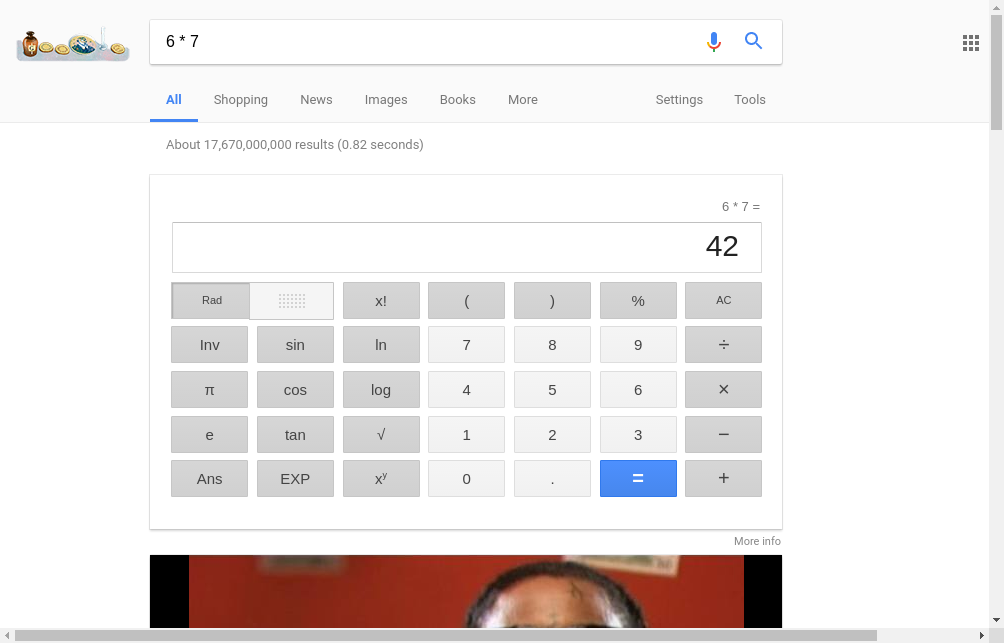 6 * 7
All Shopping News Images Books More Settings Tools
About 17,670,000,000 results (0.82 seconds)
6 * 7 =
42
Rad x! ( ) % AC
Inv sin ln 7 8 9 ÷
π cos log 4 5 6 ×
e tan √ 1 2 3 −
Ans EXP xʸ 0 . = +
More info